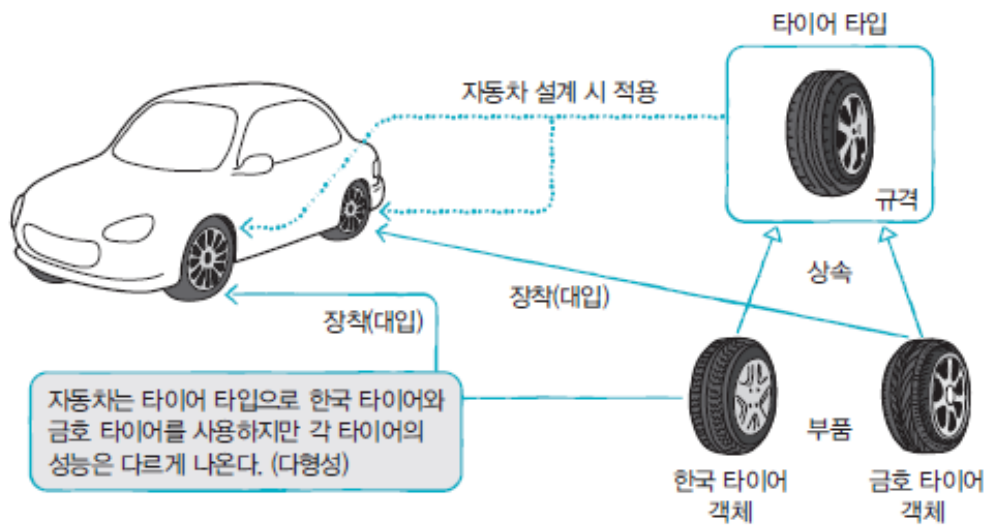 타이어 타입
자동차 설계 시 적용
규격
상속
장착(대입)
장착(대입)
자동차는 타이어 타입으로 한국 타이어와
금호 타이어를 사용하지만 각 타이어의
성능은 다르게 나온다. (다형성)
부품
한국 타이어
객체
금호 타이어
객체